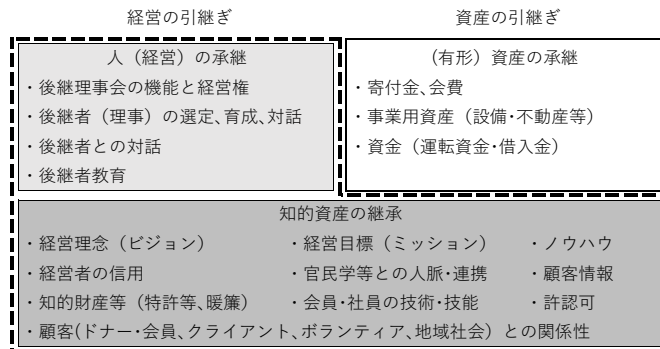 経営の引継ぎ
資産の引継ぎ
人（経営）の承継
・後継理事会の機能と経営権
・後継者（理事）の選定、育成、対話
・後継者との対話
・後継者教育
(有形）資産の承継
・寄付金、会費
・事業用資産（設備・不動産等）
・資金（運転資金・借入金）
知的資産の継承
・経営理念（ビジョン） ・経営目標（ミッション） ・ノウハウ
・経営者の信用 ・官民学等との人脈・連携 ・顧客情報
・知的財産等（特許等、暖簾） ・会員・社員の技術・技能 ・許認可
・顧客(ドナー・会員、クライアント、ボランティア、地域社会）との関係性